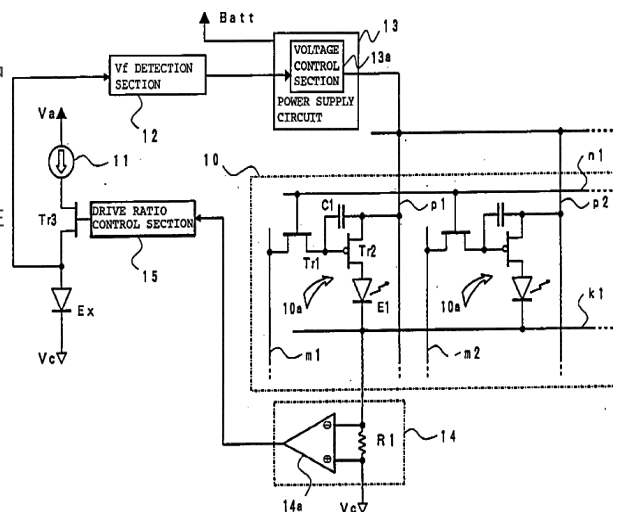 Batt
13
VOLTAGE
CONTROL
SECTION
13a
POWER SUPPLY
CIRCUIT
Vf DETECTION
SECTION
12
Va
11
10
n1
Tr3
DRIVE RATIO
CONTROL SECTION
15
C1
p1
p2
Tr1
Tr2
10a
E1
10a
k1
Ex
Vc
m1
m2
R1
14
14a
Vc